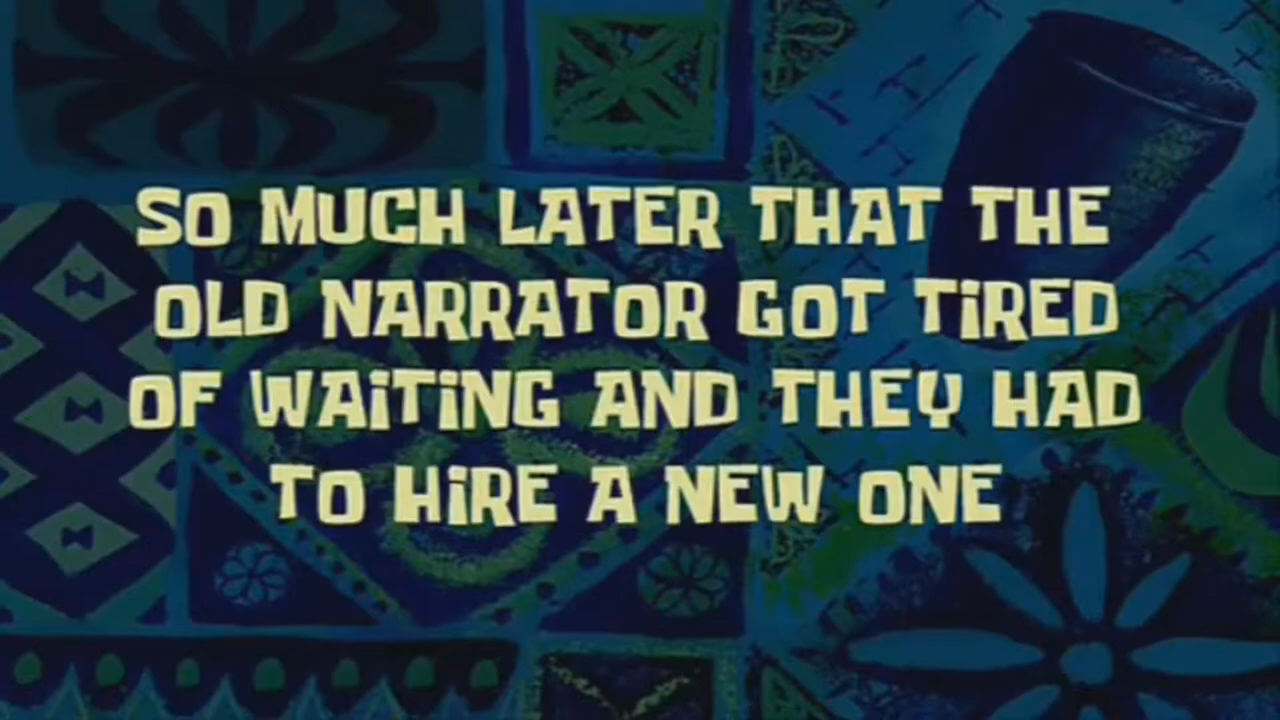 SO MUCH LATER THAT THE
OLD NARRATOR GOT TiRED
OF WAiTiNG AND THEY HAD
TO HiRE A NEW ONE